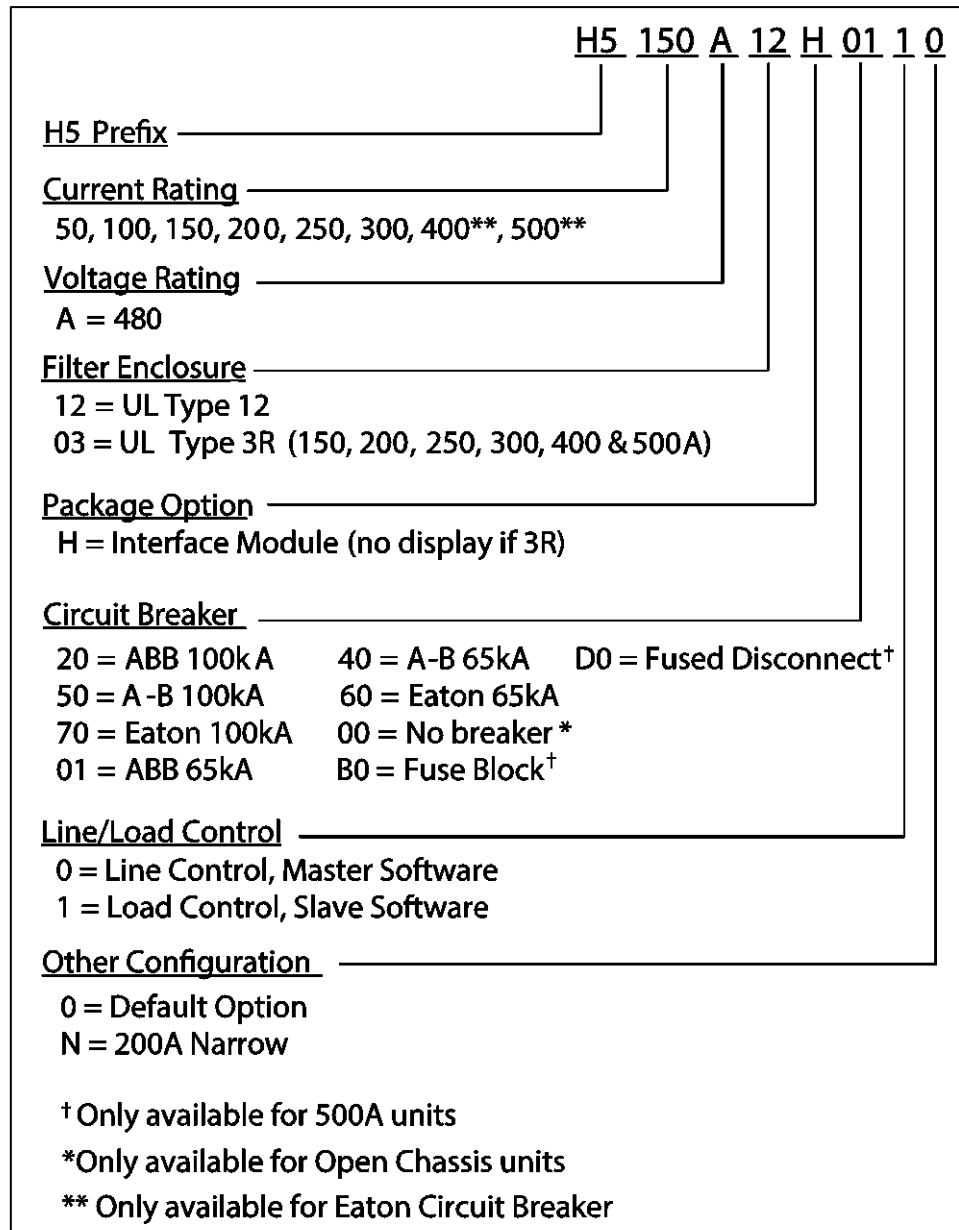 H5 150 A 12 H 01 1 0
H5 Prefix
Current Rating
50, 100, 150, 200, 250, 300, 400**, 500**
Voltage Rating
A = 480
Filter Enclosure
12 = UL Type 12
03 = UL Type 3R (150, 200, 250, 300, 400 & 500A)
Package Option
H = Interface Module (no display if 3R)
Circuit Breaker
20 = ABB 100kA 40 = A-B 65kA D0 = Fused Disconnect†
50 = A-B 100kA 60 = Eaton 65kA
70 = Eaton 100kA 00 = No breaker *
01 = ABB 65kA B0 = Fuse Block†
Line/Load Control
0 = Line Control, Master Software
1 = Load Control, Slave Software
Other Configuration
0 = Default Option
N = 200A Narrow
† Only available for 500A units
*Only available for Open Chassis units
** Only available for Eaton Circuit Breaker